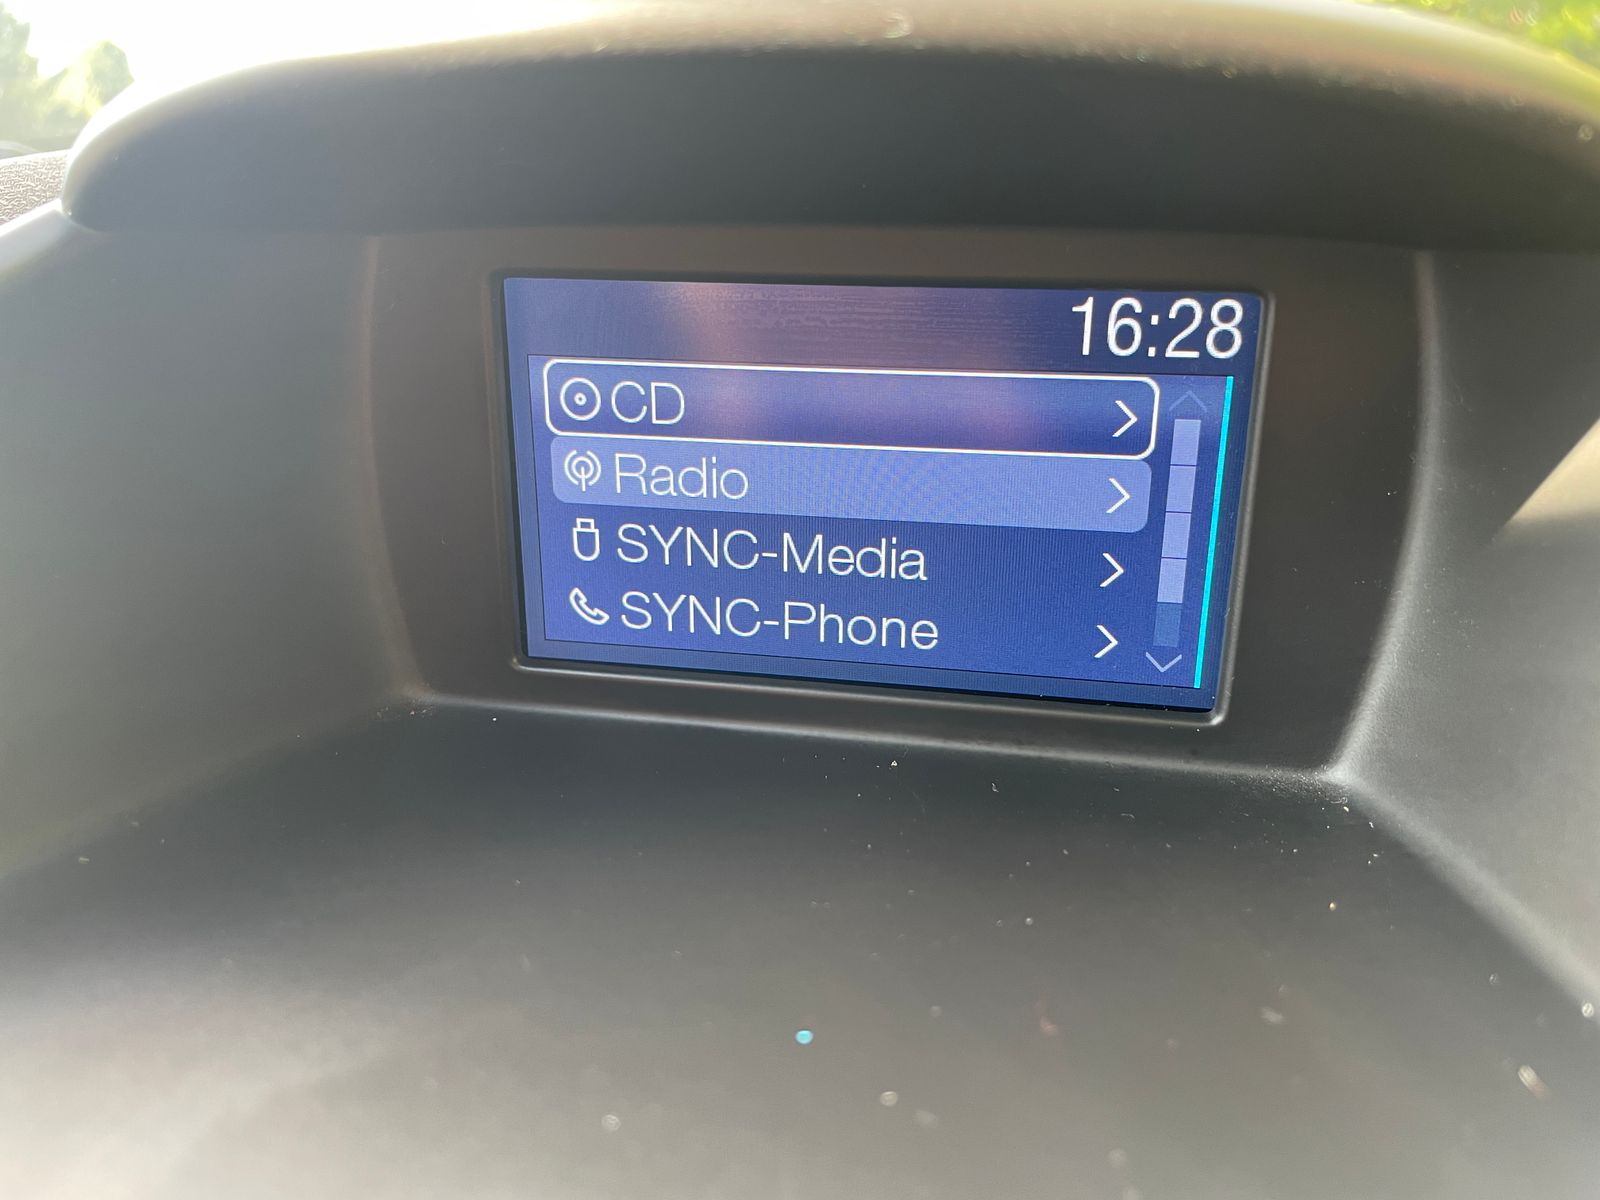 16:28
CD
Radio
SYNC-Media
SYNC-Phone